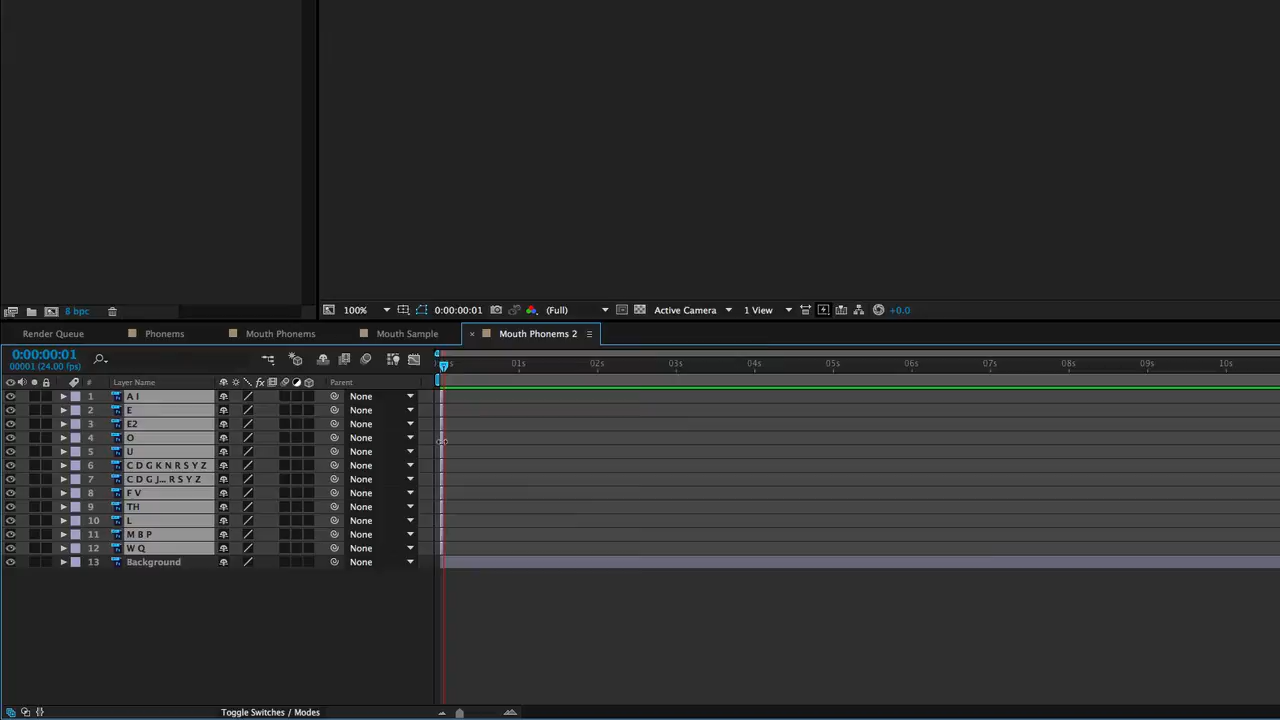 8 bpc
100% 0:00:00:01 (Full) Active Camera 1 View +0.0
Render Queue Phonems Mouth Phonems Mouth Sample × Mouth Phonems 2
0:00:00:01
00001 (24.00 fps)
01s 02s 03s 04s 05s 06s 07s 08s 09s 10s
# Layer Name fx Parent
1 A I None
2 E None
3 E2 None
4 O None
5 U None
6 C D G K N R S Y Z None
7 C D G J... R S Y Z None
8 F V None
9 TH None
10 L None
11 M B P None
12 W Q None
13 Background None
Toggle Switches / Modes